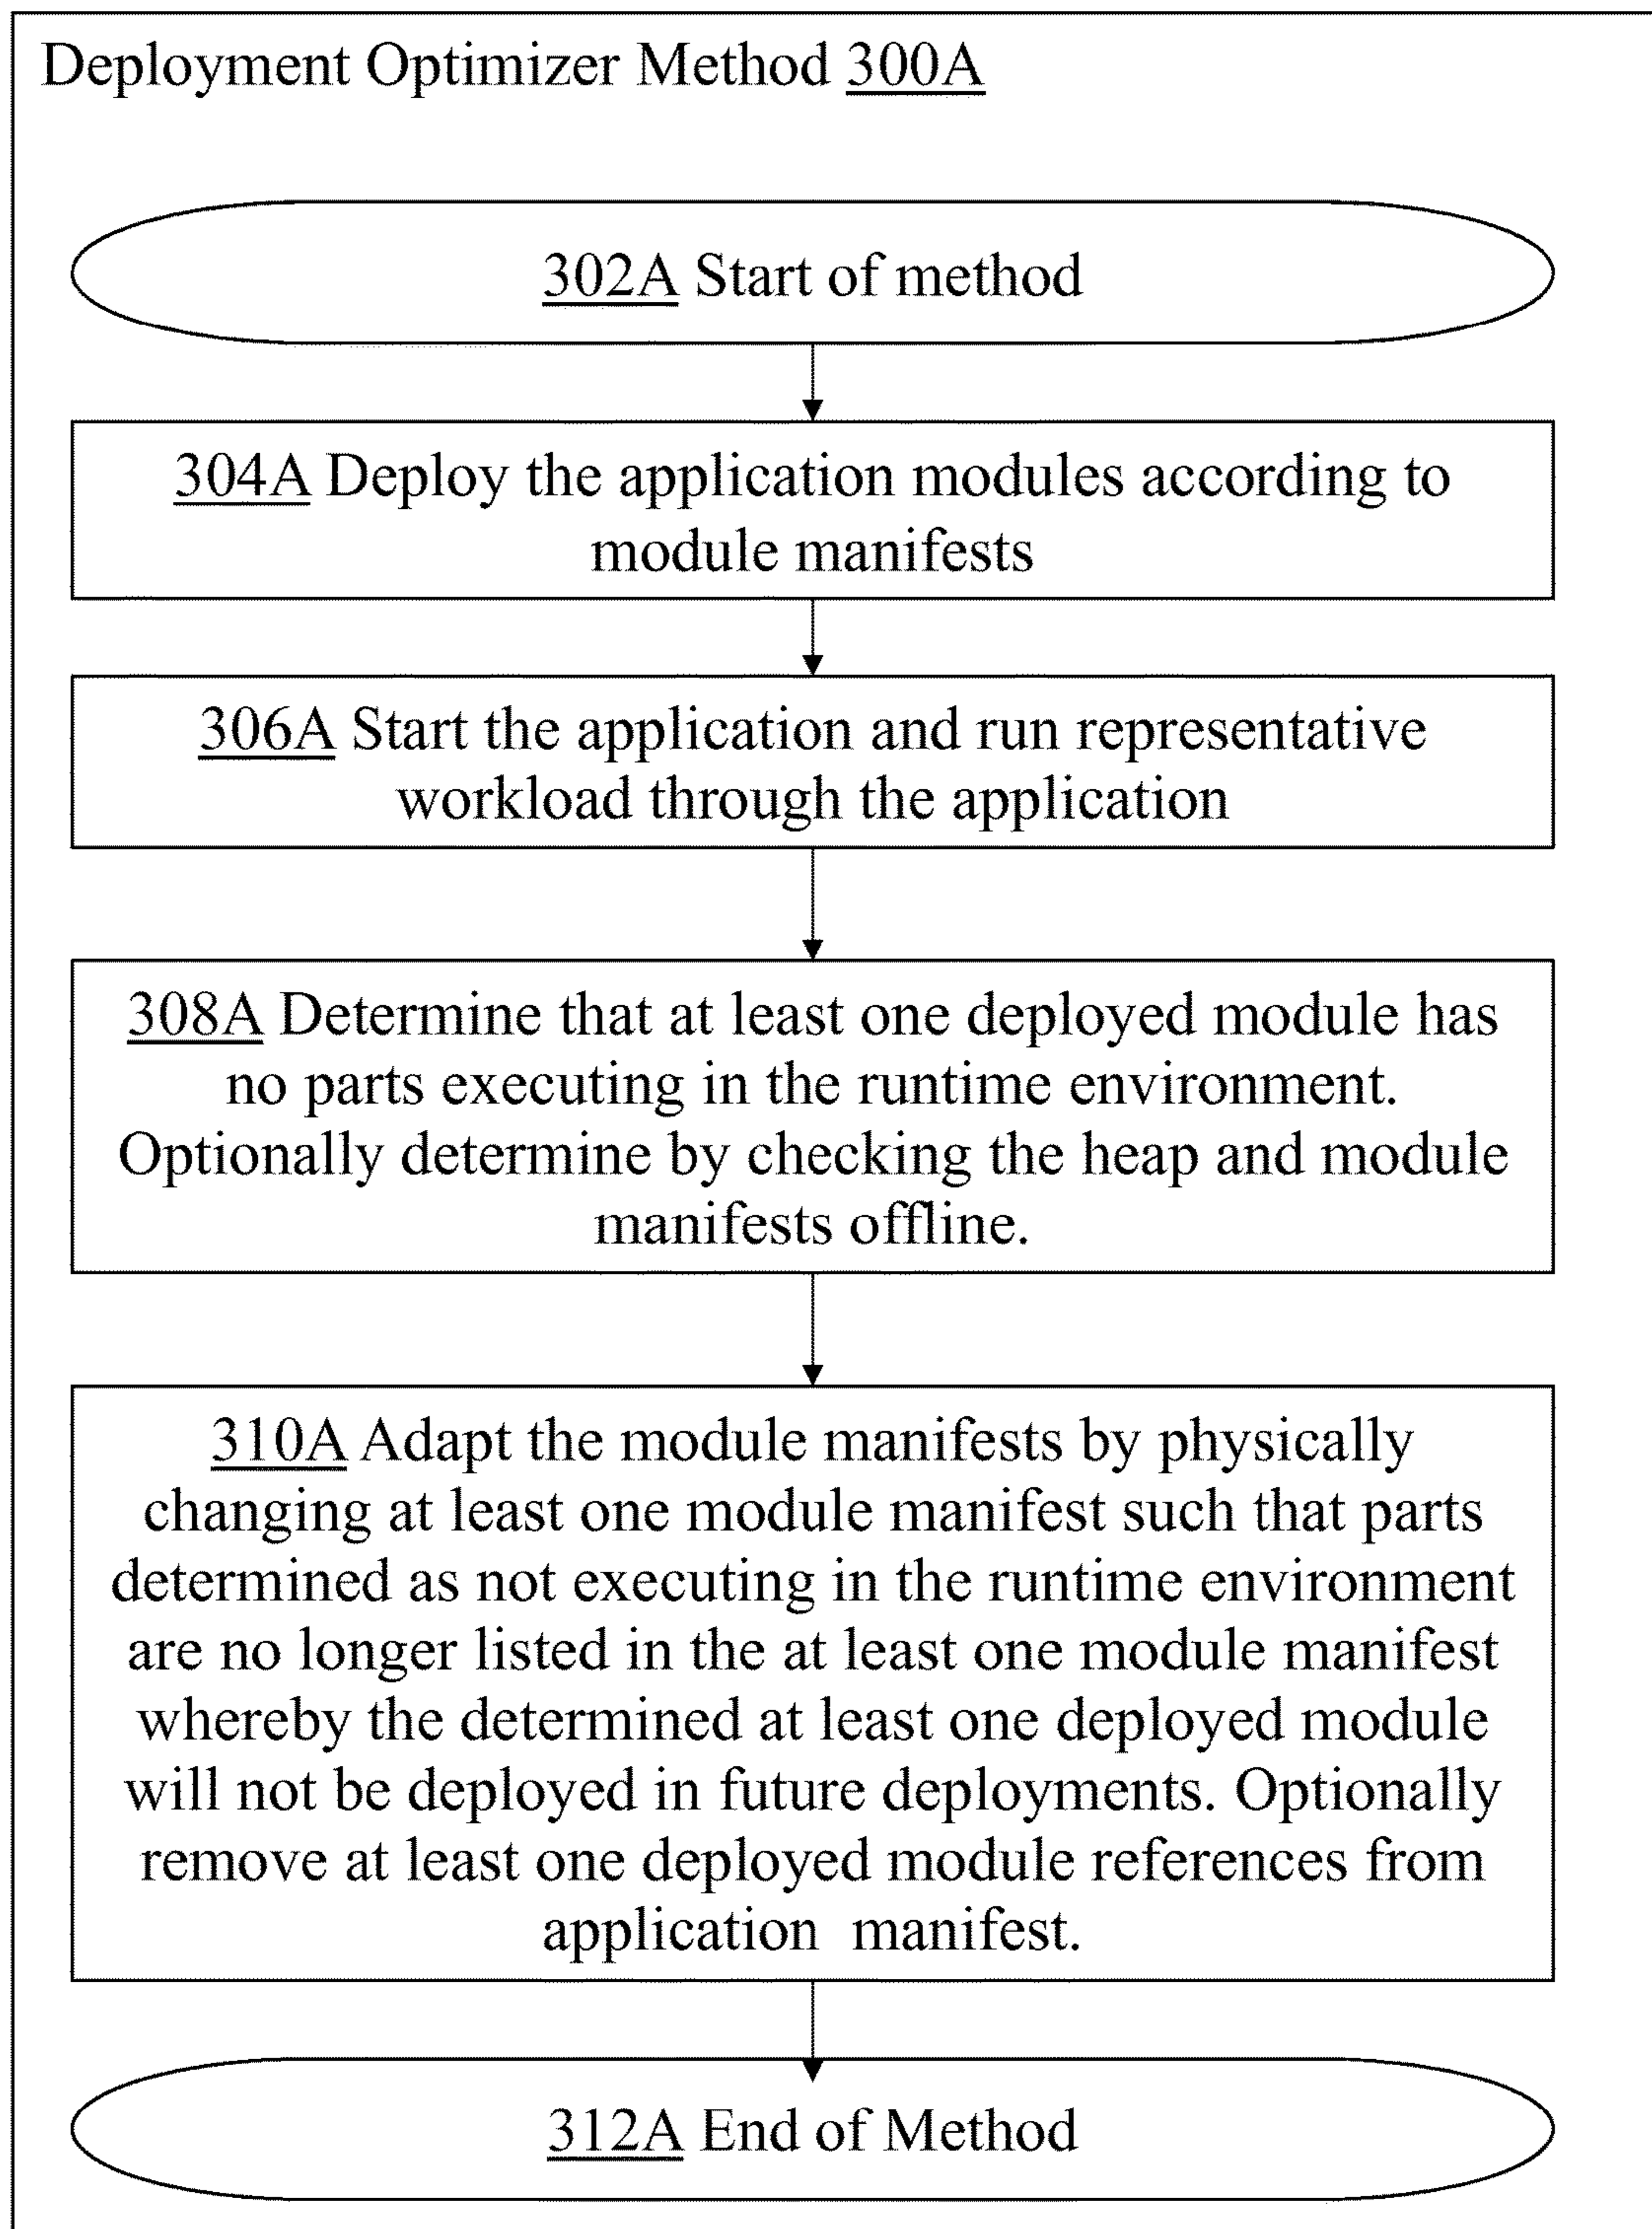 Deployment Optimizer Method 300A
302A Start of method
304A Deploy the application modules according to
module manifests
306A Start the application and run representative
workload through the application
308A Determine that at least one deployed module has
no parts executing in the runtime environment.
Optionally determine by checking the heap and module
manifests offline.
310A Adapt the module manifests by physically
changing at least one module manifest such that parts
determined as not executing in the runtime environment
are no longer listed in the at least one module manifest
whereby the determined at least one deployed module
will not be deployed in future deployments. Optionally
remove at least one deployed module references from
application manifest.
312A End of Method